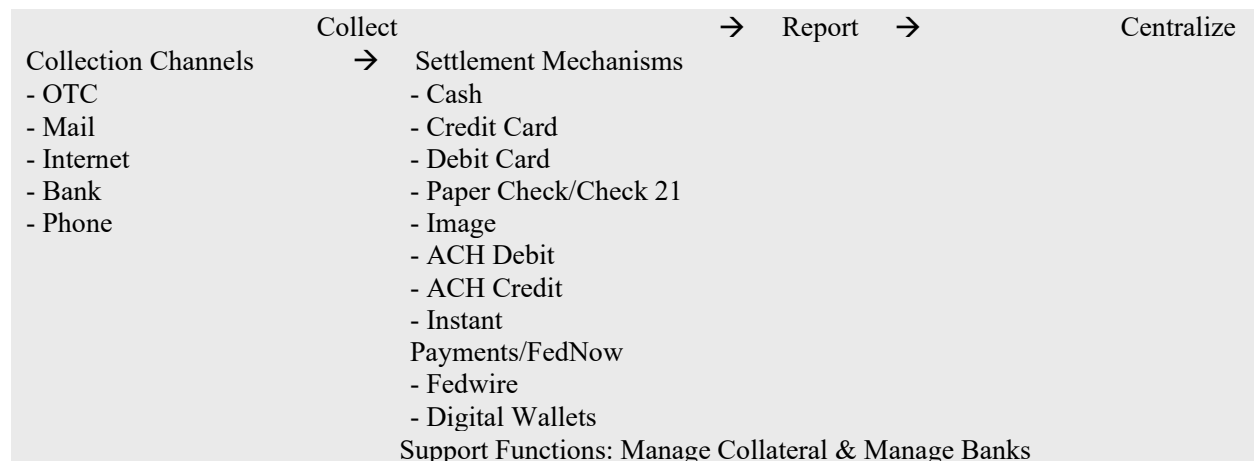 Collect → Report → Centralize
Collection Channels → Settlement Mechanisms
- OTC - Cash
- Mail - Credit Card
- Internet - Debit Card
- Bank - Paper Check/Check 21
- Phone - Image
- ACH Debit
- ACH Credit
- Instant
Payments/FedNow
- Fedwire
- Digital Wallets
Support Functions: Manage Collateral & Manage Banks